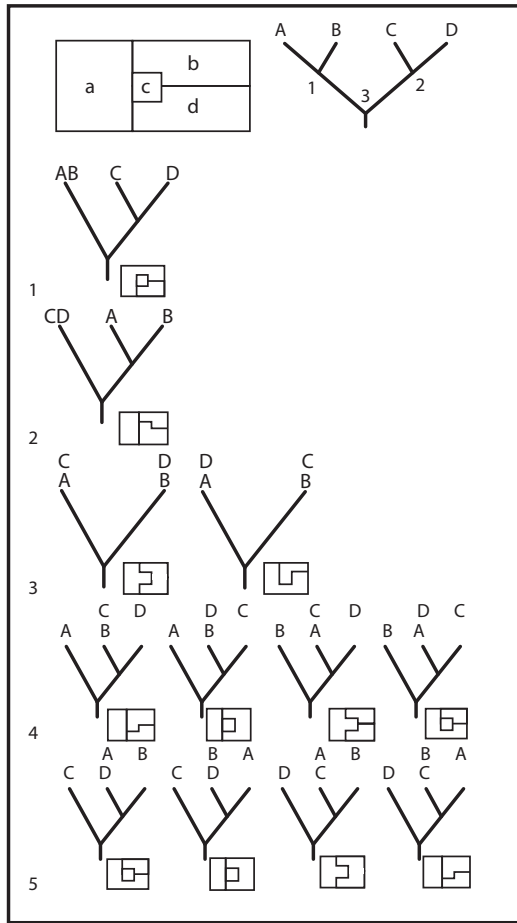 A B C D
a b c d
1 3 2
AB C D
1
CD A B
2
C D D C
A B A B
3
C D D C C D D C
A B A B B A B A
4
A B B A A B B A
C D C D D C D C
5